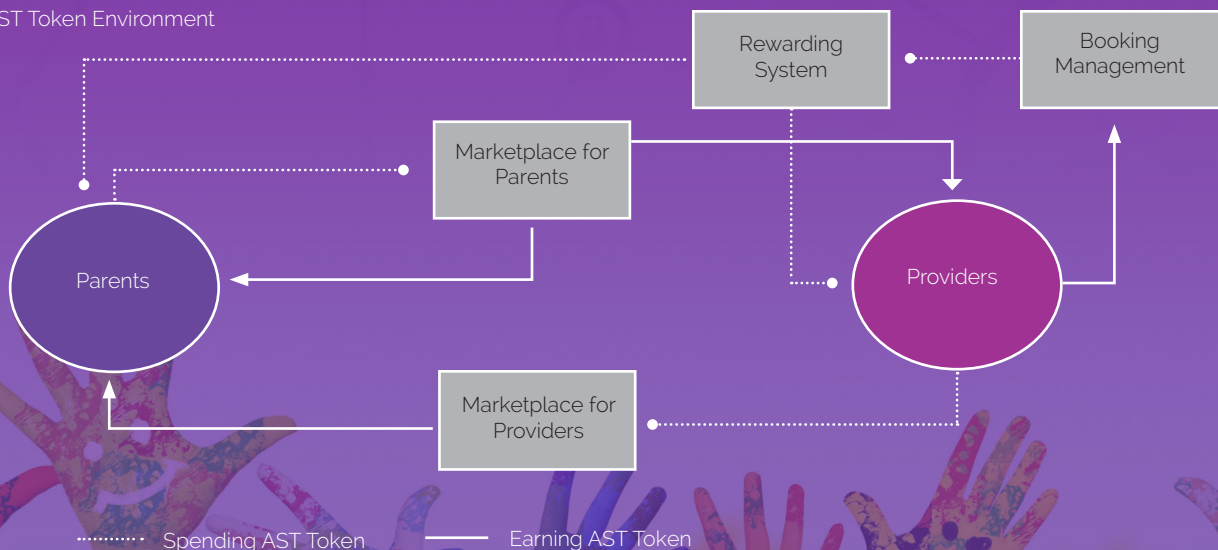 ST Token Environment
Rewarding
System
Booking
Management
Marketplace for
Parents
Parents
Providers
Marketplace for
Providers
Spending AST Token
Earning AST Token